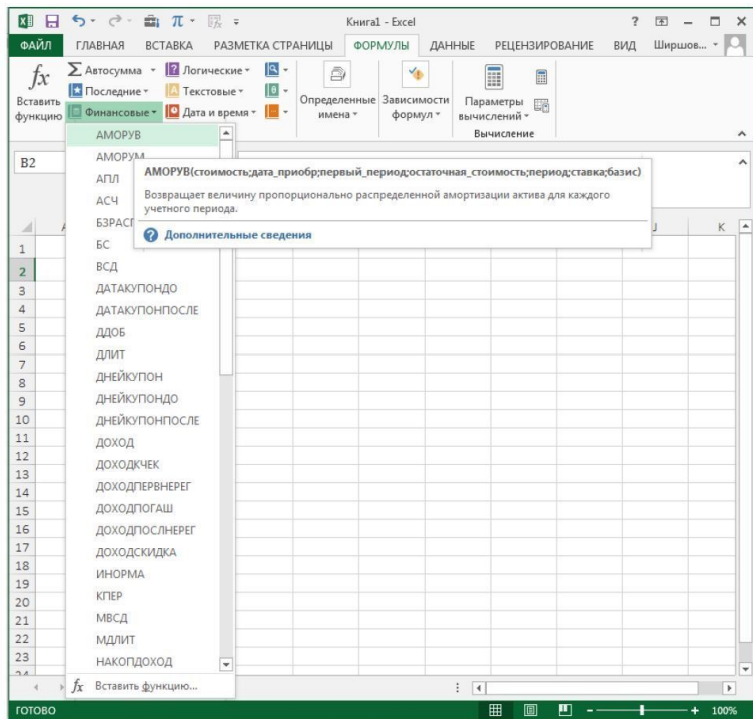 Книга1 - Excel
ФАЙЛ ГЛАВНАЯ ВСТАВКА РАЗМЕТКА СТРАНИЦЫ ФОРМУЛЫ ДАННЫЕ РЕЦЕНЗИРОВАНИЕ ВИД Ширшов...
fx Вставить функцию
Σ Автосумма
Последние
Финансовые
Логические
Текстовые
Дата и время
Определенные имена
Зависимости формул
Параметры вычислений
Вычисление
B2
АМОРУВ
АМОРУМ
АПЛ
АСЧ
БЗРАСП
БС
ВСД
ДАТАКУПОНДО
ДАТАКУПОНПОСЛЕ
ДДОБ
ДЛИТ
ДНЕЙКУПОН
ДНЕЙКУПОНДО
ДНЕЙКУПОНПОСЛЕ
ДОХОД
ДОХОДКЧЕК
ДОХОДПЕРВНЕРЕГ
ДОХОДПОГАШ
ДОХОДПОСЛНЕРЕГ
ДОХОДСКИДКА
ИНОРМА
КПЕР
МВСД
МДЛИТ
НАКОПДОХОД
fx Вставить функцию...
АМОРУВ(стоимость;дата_приобр;первый_период;остаточная_стоимость;период;ставка;базис)
Возвращает величину пропорционально распределенной амортизации актива для каждого
учетного периода.
Дополнительные сведения
J K
1
2
3
4
5
6
7
8
9
10
11
12
13
14
15
16
17
18
19
20
21
22
23
24
ГОТОВО 100%